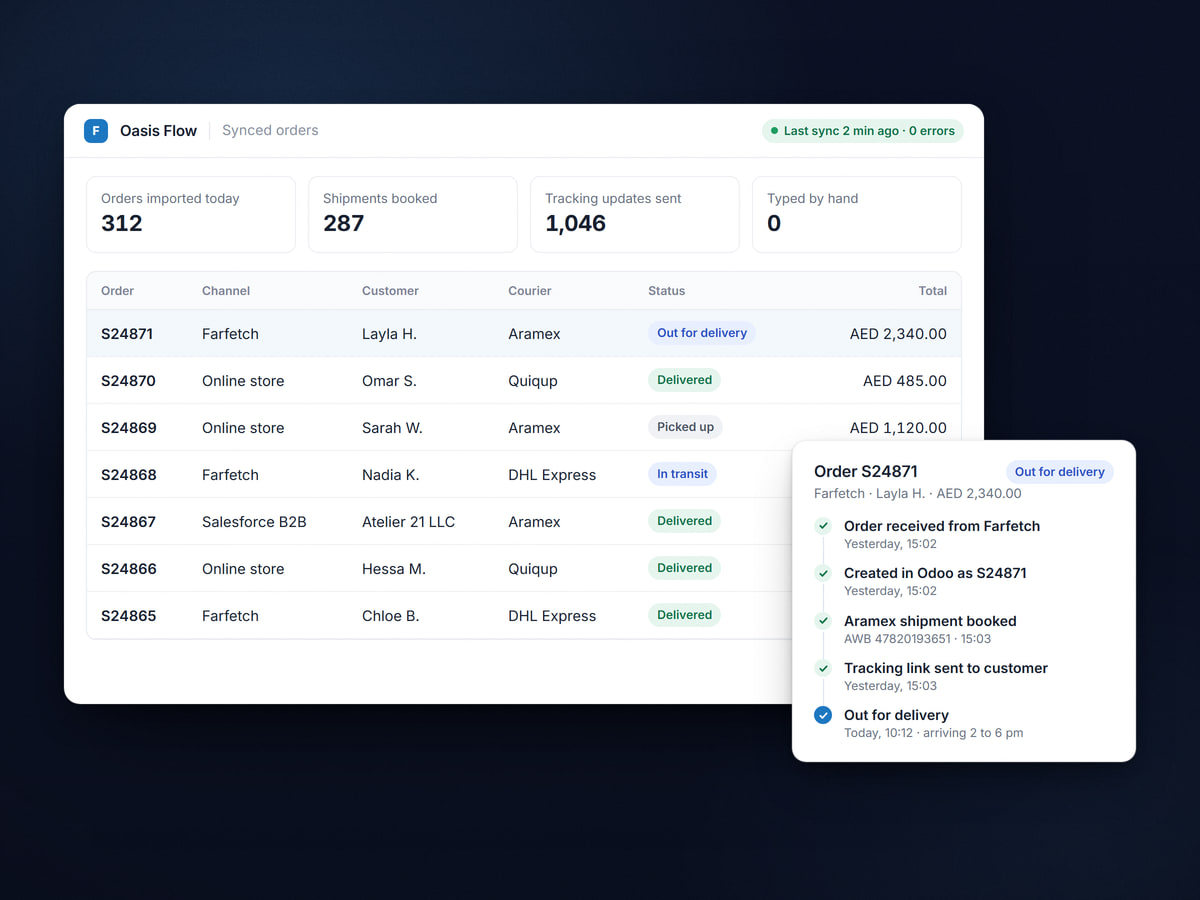 F Oasis Flow Synced orders Last sync 2 min ago · 0 errors
Orders imported today Shipments booked Tracking updates sent Typed by hand
312 287 1,046 0
Order Channel Customer Courier Status Total
S24871 Farfetch Layla H. Aramex Out for delivery AED 2,340.00
S24870 Online store Omar S. Quiqup Delivered AED 485.00
S24869 Online store Sarah W. Aramex Picked up AED 1,120.00
S24868 Farfetch Nadia K. DHL Express In transit
S24867 Salesforce B2B Atelier 21 LLC Aramex Delivered
S24866 Online store Hessa M. Quiqup Delivered
S24865 Farfetch Chloe B. DHL Express Delivered
Order S24871 Out for delivery
Farfetch · Layla H. · AED 2,340.00
Order received from Farfetch
Yesterday, 15:02
Created in Odoo as S24871
Yesterday, 15:02
Aramex shipment booked
AWB 47820193651 · 15:03
Tracking link sent to customer
Yesterday, 15:03
Out for delivery
Today, 10:12 · arriving 2 to 6 pm